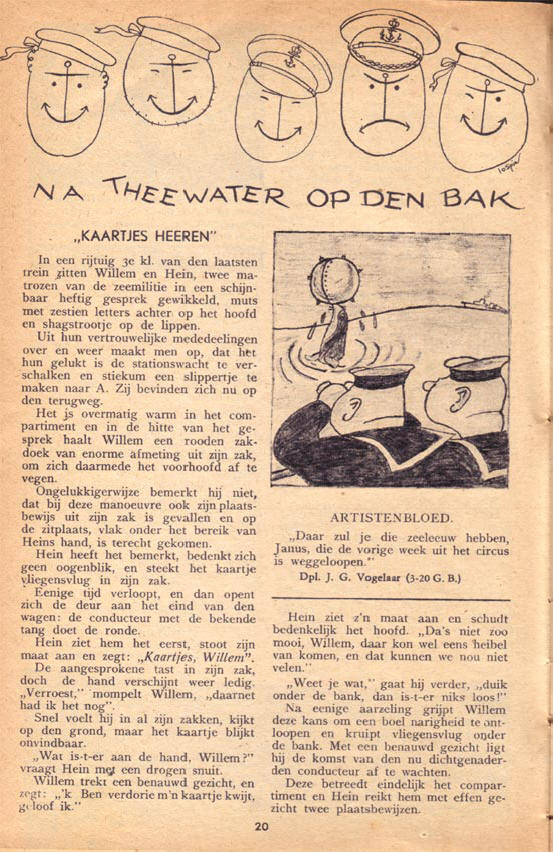 iospa
NA THEEWATER OP DEN BAK
„KAARTJES HEEREN"
In een rijtuig 3e kl. van den laatsten
trein zitten Willem en Hein, twee ma-
trozen van de zeemilitie in een schijn-
baar heftig gesprek gewikkeld, muts
met zestien letters achter op het hoofd
en shagstrootje op de lippen.
Uit hun vertrouwelijke mededeelingen
over en weer maakt men op, dat het
hun gelukt is de stationswacht te ver-
schalken en stiekum een slippertje te
maken naar A. Zij bevinden zich nu op
den terugweg.
Het is overmatig warm in het com-
partiment en in de hitte van het ge-
sprek haalt Willem een rooden zak-
doek van enorme afmeting uit zijn zak,
om zich daarmede het voorhoofd af te
vegen.
Ongelukkigerwijze bemerkt hij niet,
dat bij deze manoeuvre ook zijn plaats-
bewijs uit zijn zak is gevallen en op
de zitplaats, vlak onder het bereik van
Heins hand, is terecht gekomen.
Hein heeft het bemerkt, bedenkt zich
geen oogenblik, en steekt het kaartje
vliegensvlug in zijn zak.
Eenige tijd verloopt, en dan opent
zich de deur aan het eind van den
wagen: de conducteur met de bekende
tang doet de ronde.
Hein ziet hem het eerst, stoot zijn
maat aan en zegt: „Kaartjes, Willem".
De aangesprokene tast in zijn zak,
doch de hand verschijnt weer ledig.
„Verroest," mompelt Willem, „daarnet
had ik het nog".
Snel voelt hij in al zijn zakken, kijkt
op den grond, maar het kaartje blijkt
onvindbaar.
„Wat is-t-er aan de hand, Willem?"
vraagt Hein met een drogen snuit.
Willem trekt een benauwd gezicht, en
zegt: „'k Ben verdorie m'n kaartje kwijt,
geloof ik."
ARTISTENBLOED.
„Daar zul je die zeeleeuw hebben,
Janus, die de vorige week uit het circus
is weggeloopen."
Dpl. J. G. Vogelaar (3-20 G. B.)
Hein ziet z'n maat aan en schudt
bedenkelijk het hoofd. „Da's niet zoo
mooi, Willem, daar kon wel eens heibel
van komen, en dat kunnen we nou niet
velen."
„Weet je wat," gaat hij verder, „duik
onder de bank, dan is-t-er niks loos!"
Na eenige aarzeling grijpt Willem
deze kans om een boel narigheid te ont-
loopen en kruipt vliegensvlug onder
de bank. Met een benauwd gezicht ligt
hij de komst van den nu dichtgenader-
den conducteur af te wachten.
Deze betreedt eindelijk het compar-
timent en Hein reikt hem met effen ge-
zicht twee plaatsbewijzen.
20